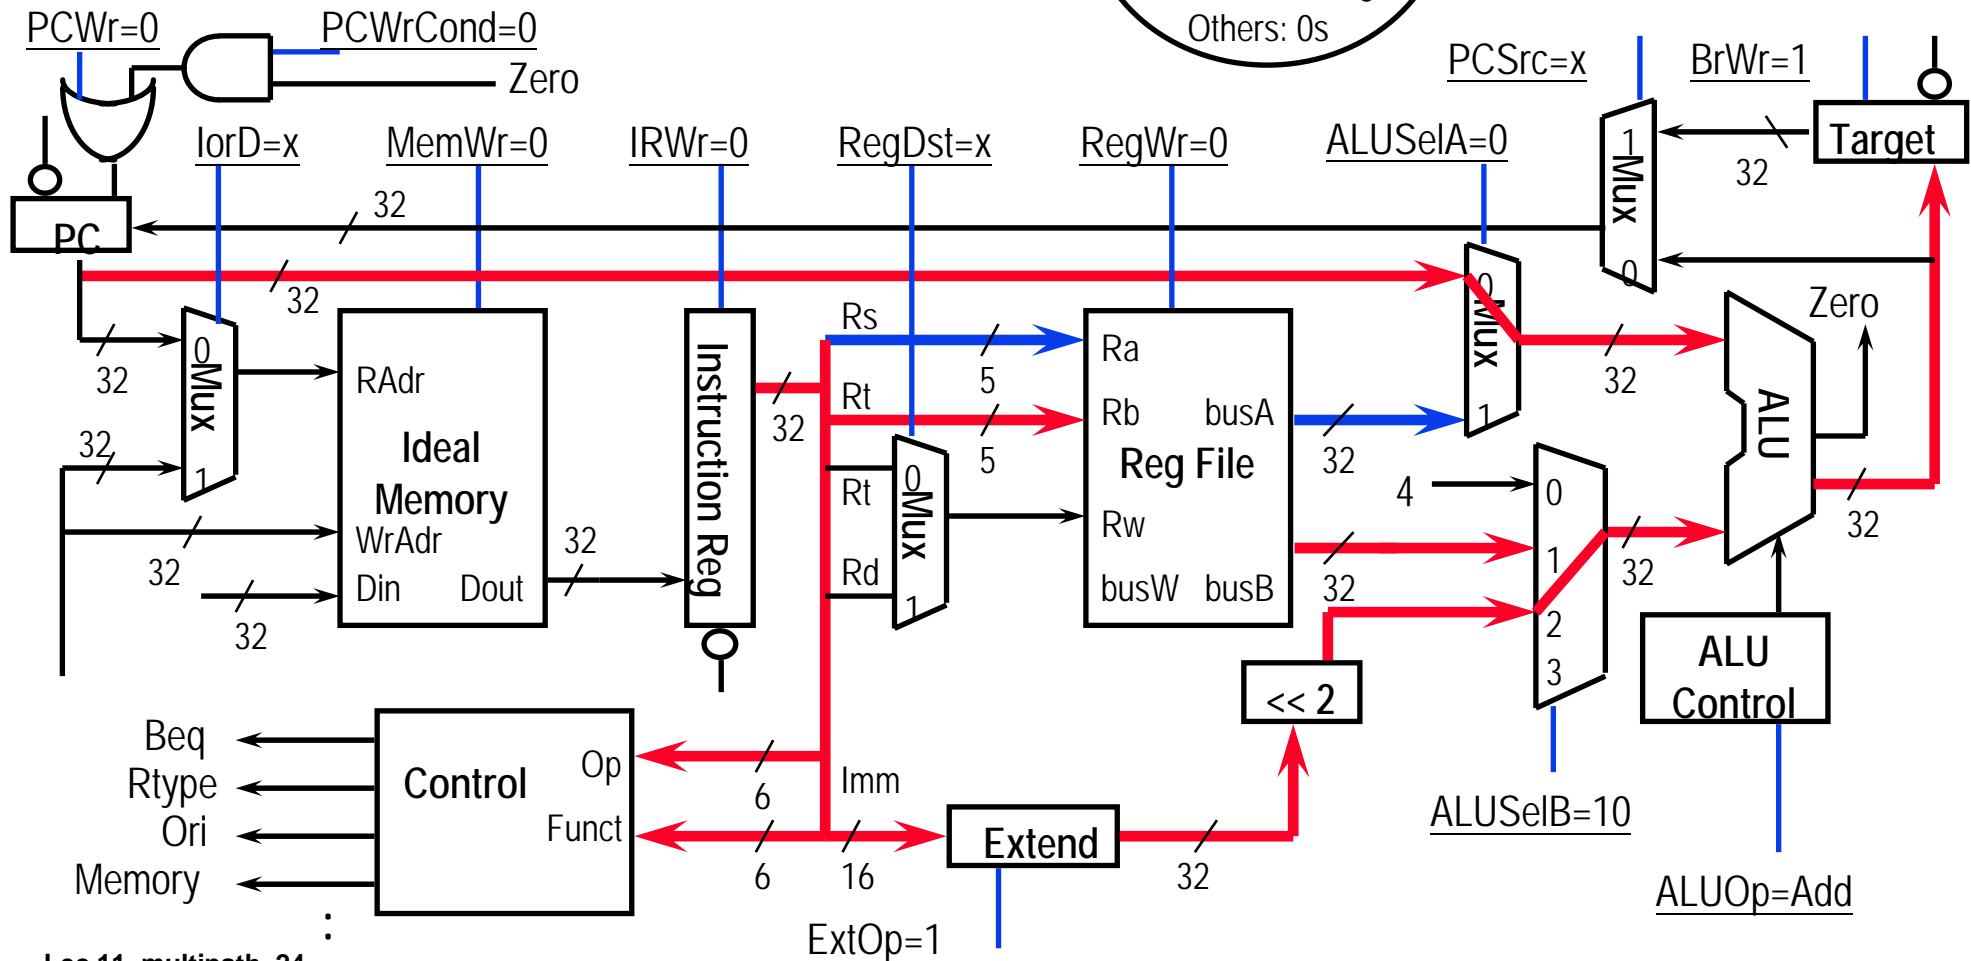 Others: 0s
PCWr=0
PCWrCond=0
Zero
PCSrc=x
BrWr=1
IorD=x
MemWr=0
IRWr=0
RegDst=x
RegWr=0
ALUSelA=0
1
Mux
0
32
Target
PC
32
32
32
0
Mux
1
32
32
32
RAdr
Ideal
Memory
WrAdr
Din
Dout
32
Instruction Reg
32
Rs
5
Rt
5
Rt
Rd
0
Mux
1
Ra
Rb
busA
Reg File
Rw
busW
busB
32
32
0
Mux
1
32
4
0
1
2
3
32
ALU
Zero
32
ALU
Control
<< 2
Beq
Rtype
Ori
Memory
:
Control
Op
Funct
6
6
Imm
16
Extend
32
ExtOp=1
ALUSelB=10
ALUOp=Add